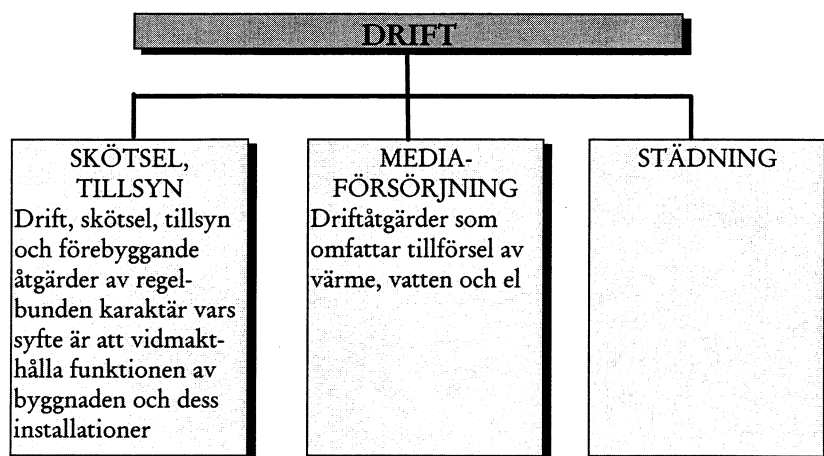 DRIFT
SKÖTSEL,
TILLSYN
Drift, skötsel, tillsyn
och förebyggande
åtgärder av regel-
bunden karaktär vars
syfte är att vidmakt-
hålla funktionen av
byggnaden och dess
installationer
MEDIA-
FÖRSÖRJNING
Driftåtgärder som
omfattar tillförsel av
värme, vatten och el
STÄDNING